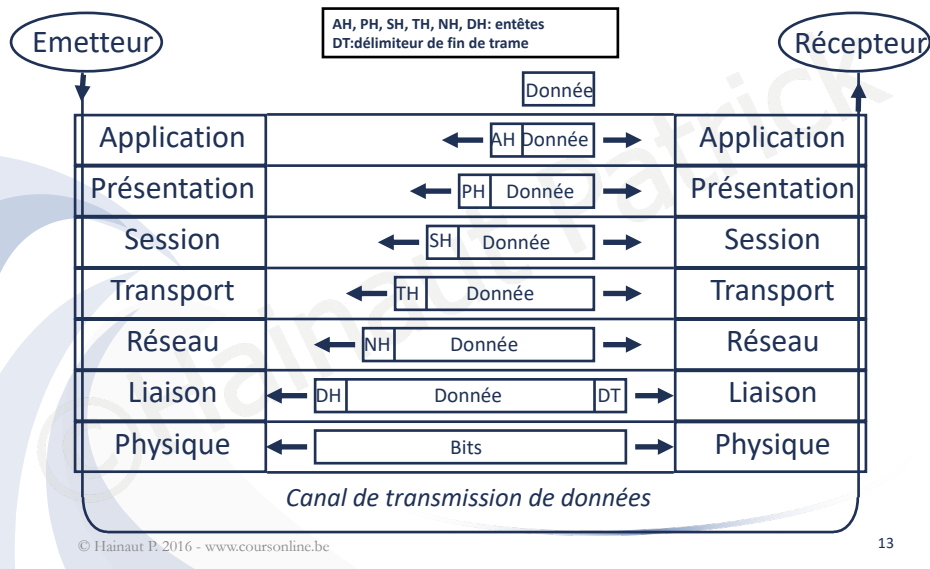 Emetteur
AH, PH, SH, TH, NH, DH: entêtes
DT:délimiteur de fin de trame
Récepteur
Donnée
Application AH Donnée Application
Présentation PH Donnée Présentation
Session SH Donnée Session
Transport TH Donnée Transport
Réseau NH Donnée Réseau
Liaison DH Donnée DT Liaison
Physique Bits Physique
Canal de transmission de données
© Hainaut P. 2016 - www.coursonline.be 13
©Hainaut Patrick